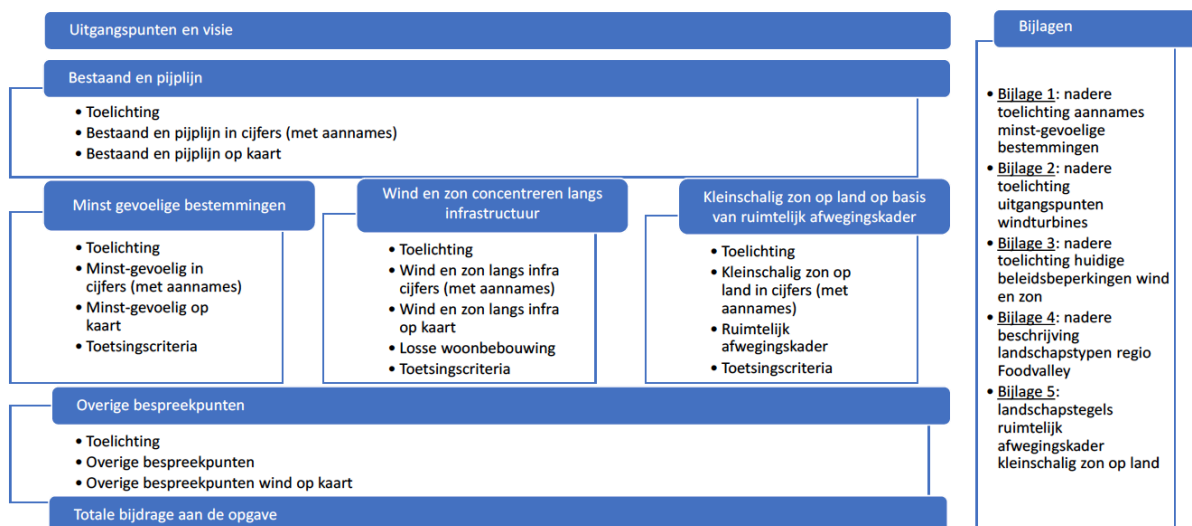 Uitgangspunten en visie
Bestaand en pijplijn
• Toelichting
• Bestaand en pijplijn in cijfers (met aannames)
• Bestaand en pijplijn op kaart
Minst gevoelige bestemmingen
• Toelichting
• Minst-gevoelig in
cijfers (met aannames)
• Minst-gevoelig op
kaart
• Toetsingscriteria
Wind en zon concentreren langs
infrastructuur
• Toelichting
• Wind en zon langs infra
cijfers (met aannames)
• Wind en zon langs infra
op kaart
• Losse woonbebouwing
• Toetsingscriteria
Kleinschalig zon op land op basis
van ruimtelijk afwegingskader
• Toelichting
• Kleinschalig zon op
land in cijfers (met
aannames)
• Ruimtelijk
afwegingskader
• Toetsingscriteria
Overige bespreekpunten
• Toelichting
• Overige bespreekpunten
• Overige bespreekpunten wind op kaart
Totale bijdrage aan de opgave
Bijlagen
• Bijlage 1: nadere
toelichting aannames
minst-gevoelige
bestemmingen
• Bijlage 2: nadere
toelichting
uitgangspunten
windturbines
• Bijlage 3: nadere
toelichting huidige
beleidsbeperkingen wind
en zon
• Bijlage 4: nadere
beschrijving
landschapstypen regio
Foodvalley
• Bijlage 5:
landschapstegels
ruimtelijk
afwegingskader
kleinschalig zon op land